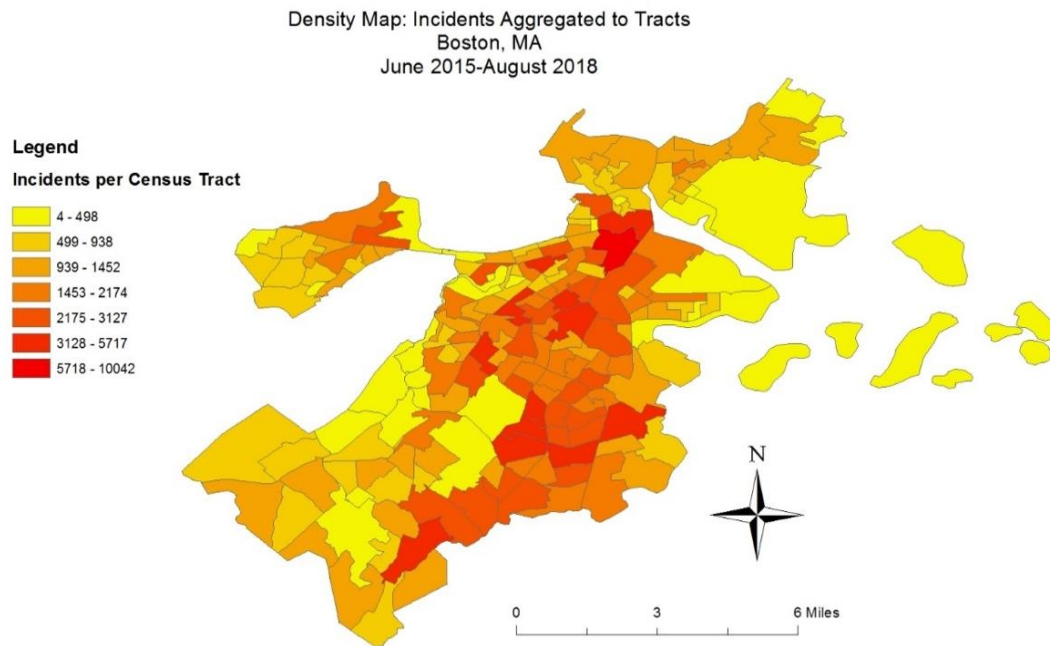 Density Map: Incidents Aggregated to Tracts
Boston, MA
June 2015-August 2018
Legend
Incidents per Census Tract
4 - 498
499 - 938
939 - 1452
1453 - 2174
2175 - 3127
3128 - 5717
5718 - 10042
N
0 3 6 Miles